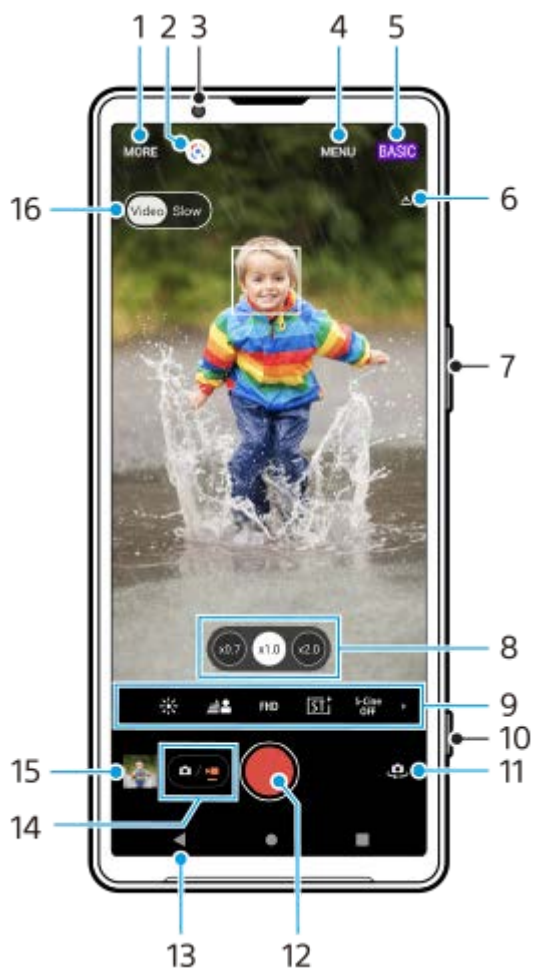 1 2 3 4 5
MORE MENU BASIC
6
16 Video Slow
7
x0.7 x1.0 x2.0 8
FHD ST+ S-Cine OFF 9
10
15 11
14
13 12